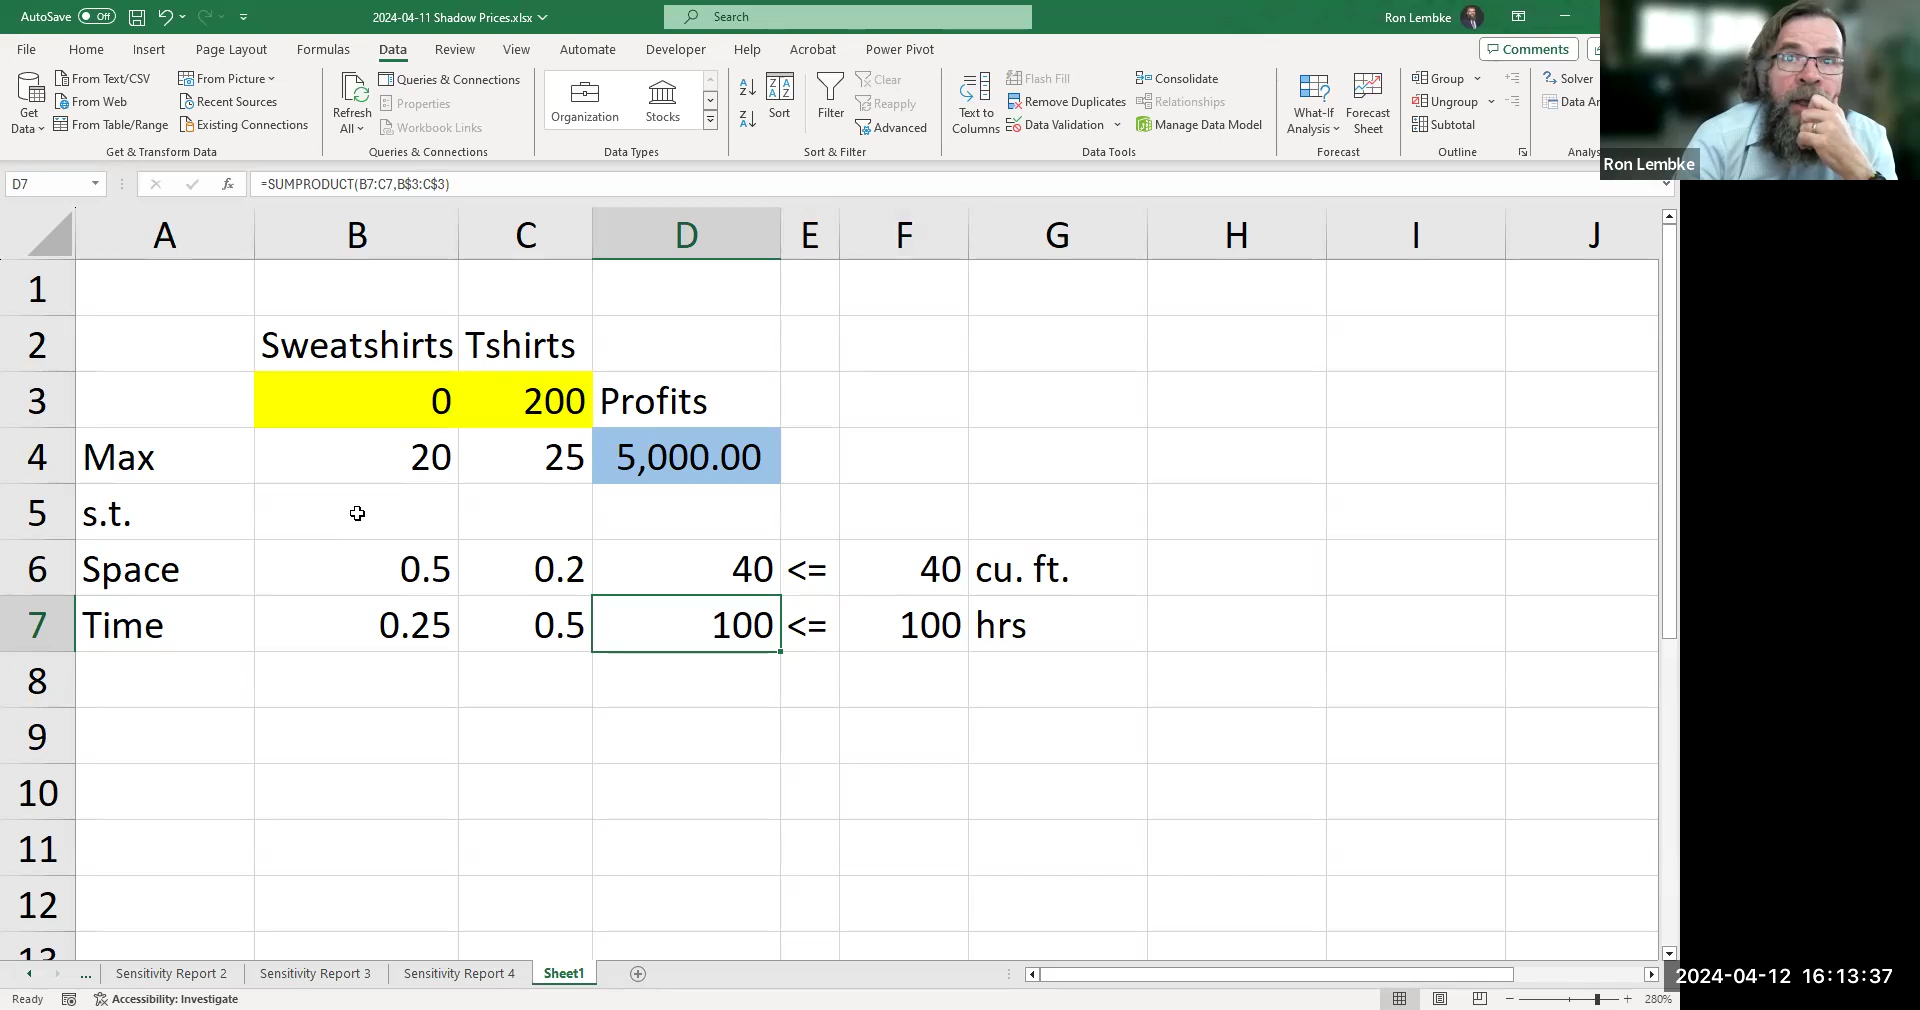 AutoSave Off 2024-04-11 Shadow Prices.xlsx Search Ron Lembke
File Home Insert Page Layout Formulas Data Review View Automate Developer Help Acrobat Power Pivot Comments
Get Data From Text/CSV From Web From Table/Range From Picture Recent Sources Existing Connections
Get & Transform Data
Refresh All Queries & Connections Properties Workbook Links
Queries & Connections
Organization Stocks
Data Types
Sort Filter Clear Reapply Advanced
Sort & Filter
Text to Columns Flash Fill Remove Duplicates Data Validation Consolidate Relationships Manage Data Model
Data Tools
What-If Analysis Forecast Sheet
Forecast
Group Ungroup Subtotal
Outline
Solver
Data An
Analys
Ron Lembke
D7 fx =SUMPRODUCT(B7:C7,B$3:C$3)
A B C D E F G H I J
1
2 Sweatshirts Tshirts
3 0 200 Profits
4 Max 20 25 5,000.00
5 s.t.
6 Space 0.5 0.2 40 <= 40 cu. ft.
7 Time 0.25 0.5 100 <= 100 hrs
8
9
10
11
12
13
... Sensitivity Report 2 Sensitivity Report 3 Sensitivity Report 4 Sheet1
2024-04-12 16:13:37
Ready Accessibility: Investigate 280%